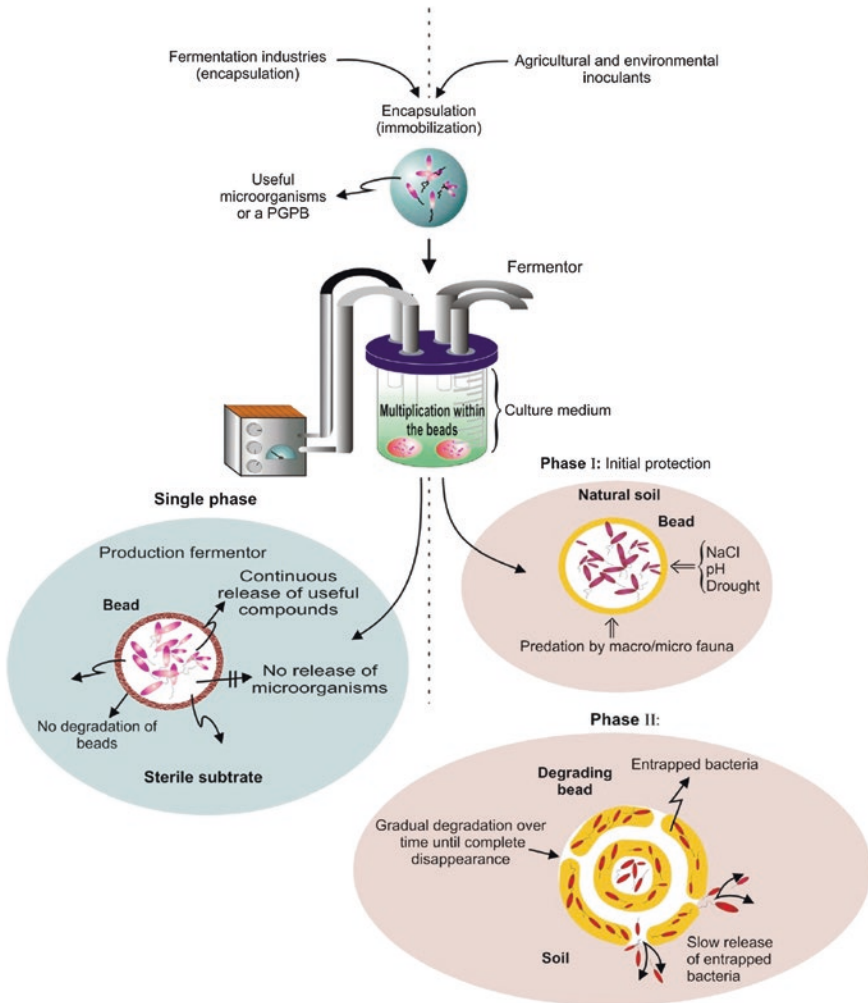 Fermentation industries
(encapsulation)
Agricultural and environmental
inoculants
Encapsulation
(immobilization)
Useful
microorganisms
or a PGPB
Fermentor
Multiplication within
the beads
Culture medium
Phase I: Initial protection
Single phase
Natural soil
Bead
NaCl
pH
Drought
Predation by macro/micro fauna
Production fermentor
Continuous
release of useful
compounds
Bead
No release of
microorganisms
No degradation of
beads
Sterile subtrate
Phase II:
Degrading
bead
Entrapped bacteria
Gradual degradation over
time until complete
disappearance
Slow release
of entrapped
bacteria
Soil